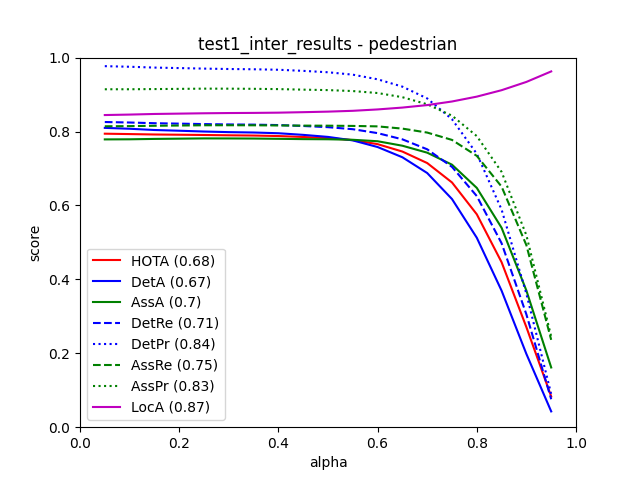 test1_inter_results - pedestrian
score
1.0
0.8
0.6
0.4
0.2
0.0
HOTA (0.68)
DetA (0.67)
AssA (0.7)
DetRe (0.71)
DetPr (0.84)
AssRe (0.75)
AssPr (0.83)
LocA (0.87)
0.0 0.2 0.4 0.6 0.8 1.0
alpha